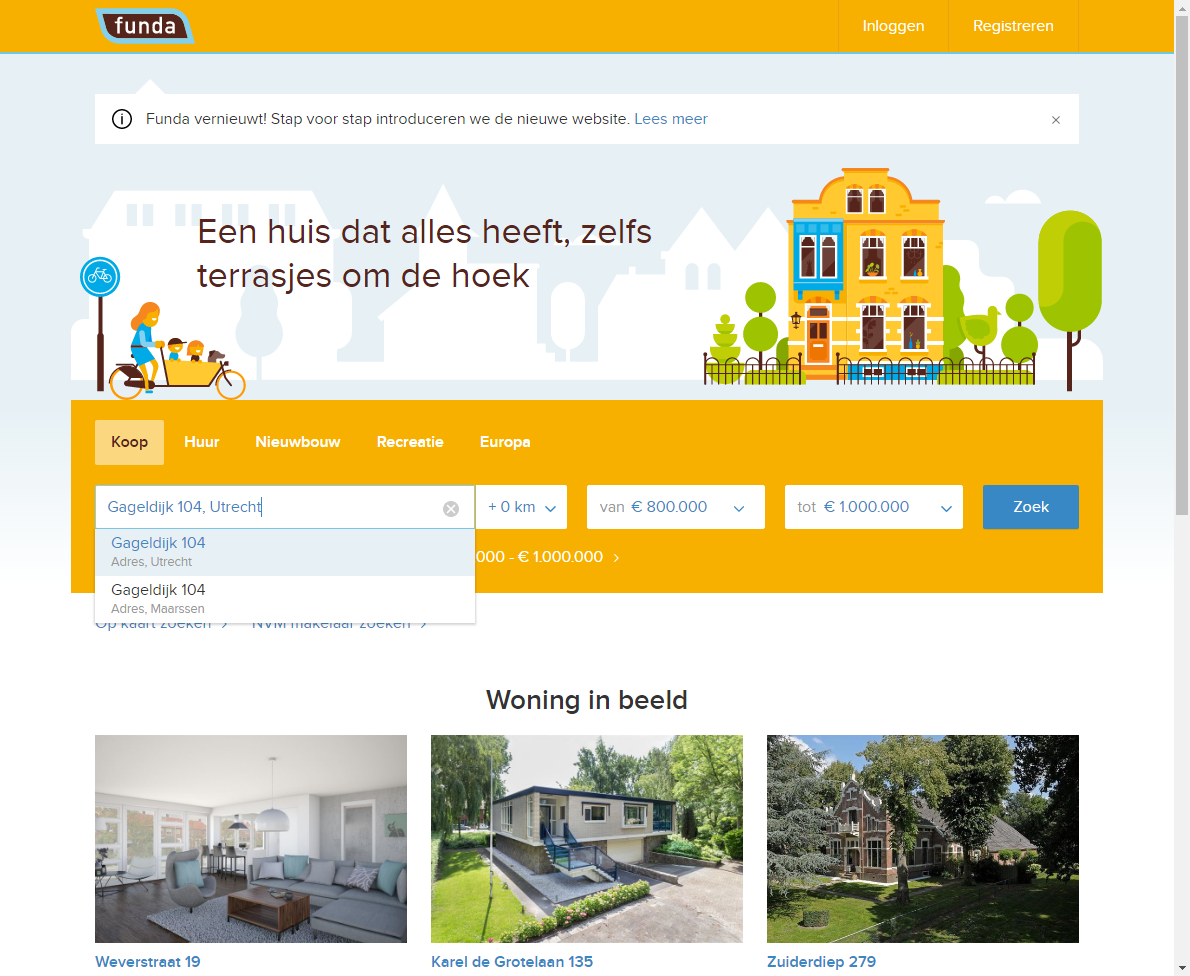 funda
Inloggen
Registreren
Funda vernieuwt! Stap voor stap introduceren we de nieuwe website. Lees meer
Een huis dat alles heeft, zelfs
terrasjes om de hoek
Koop
Huur
Nieuwbouw
Recreatie
Europa
Gageldijk 104, Utrecht
+ 0 km
van € 800.000
tot € 1.000.000
Zoek
Gageldijk 104
Adres, Utrecht
000 - € 1.000.000
Gageldijk 104
Adres, Maarssen
Op kaart zoeken
NVM makelaar zoeken
Woning in beeld
Weverstraat 19
Karel de Grotelaan 135
Zuiderdiep 279